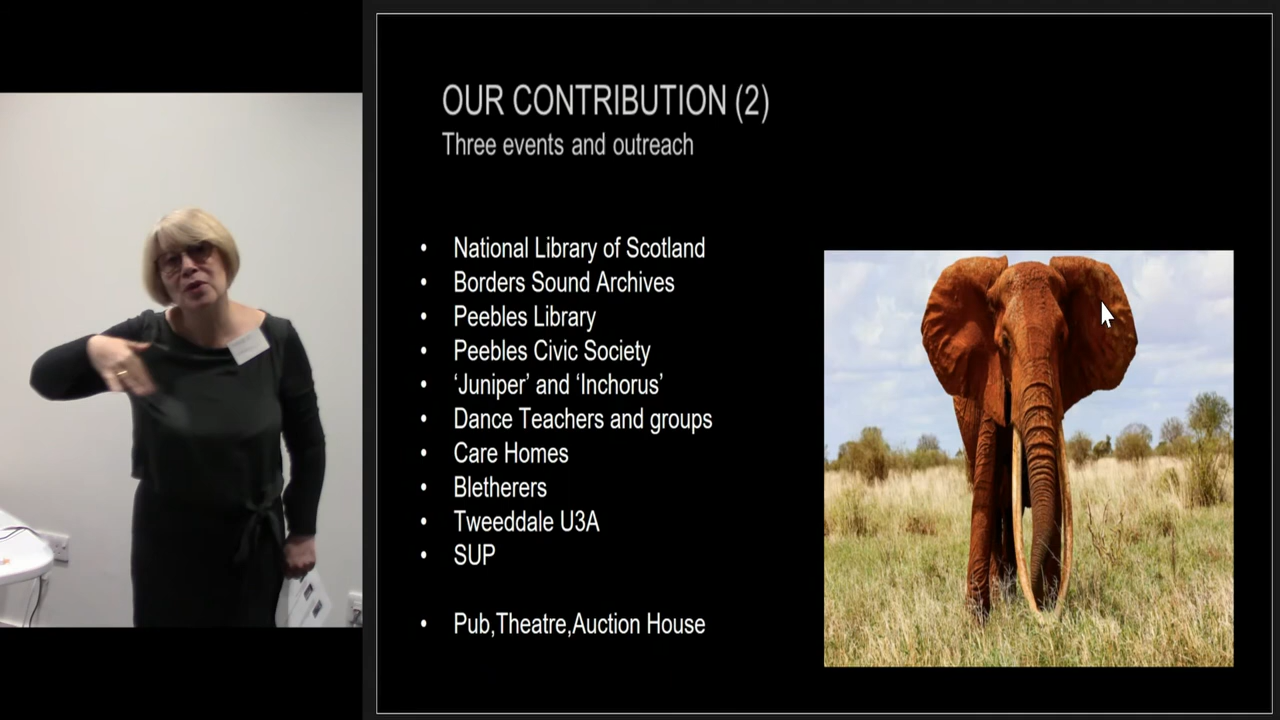 OUR CONTRIBUTION (2)
Three events and outreach
• National Library of Scotland
• Borders Sound Archives
• Peebles Library
• Peebles Civic Society
• ‘Juniper’ and ‘Inchorus’
• Dance Teachers and groups
• Care Homes
• Bletherers
• Tweeddale U3A
• SUP
• Pub,Theatre,Auction House